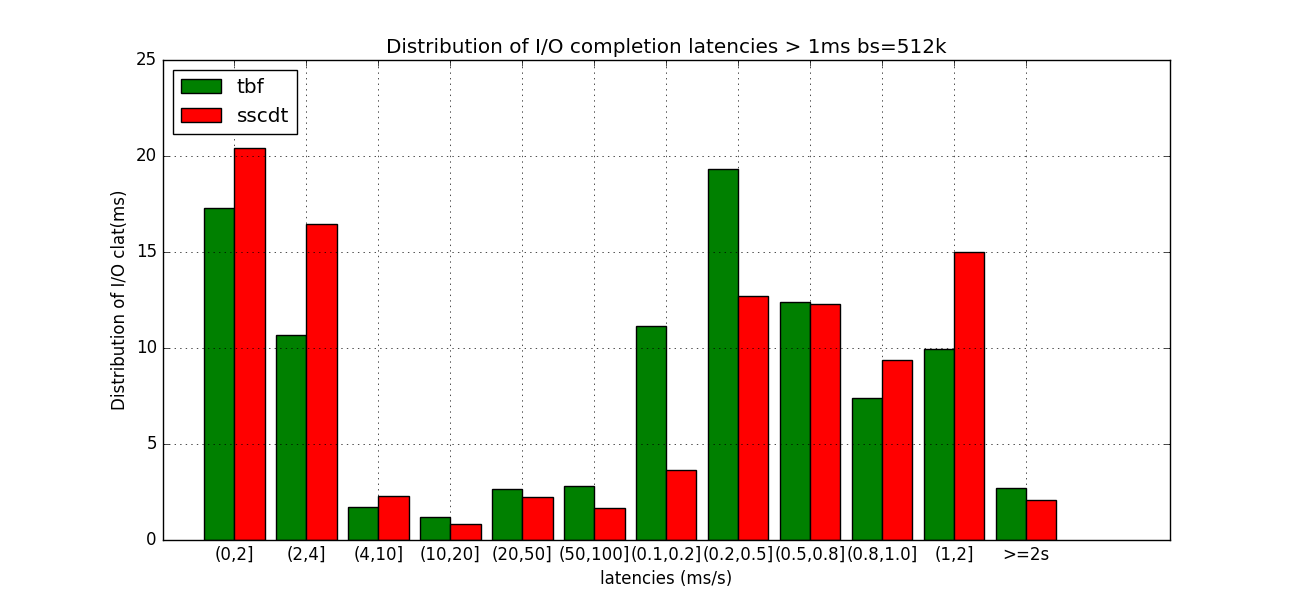 Distribution of I/O completion latencies > 1ms bs=512k
tbf
sscdt
25
20
15
10
5
0
Distribution of I/O clat(ms)
(0,2] (2,4] (4,10] (10,20] (20,50] (50,100] (0.1,0.2] (0.2,0.5] (0.5,0.8] (0.8,1.0] (1,2] >=2s
latencies (ms/s)